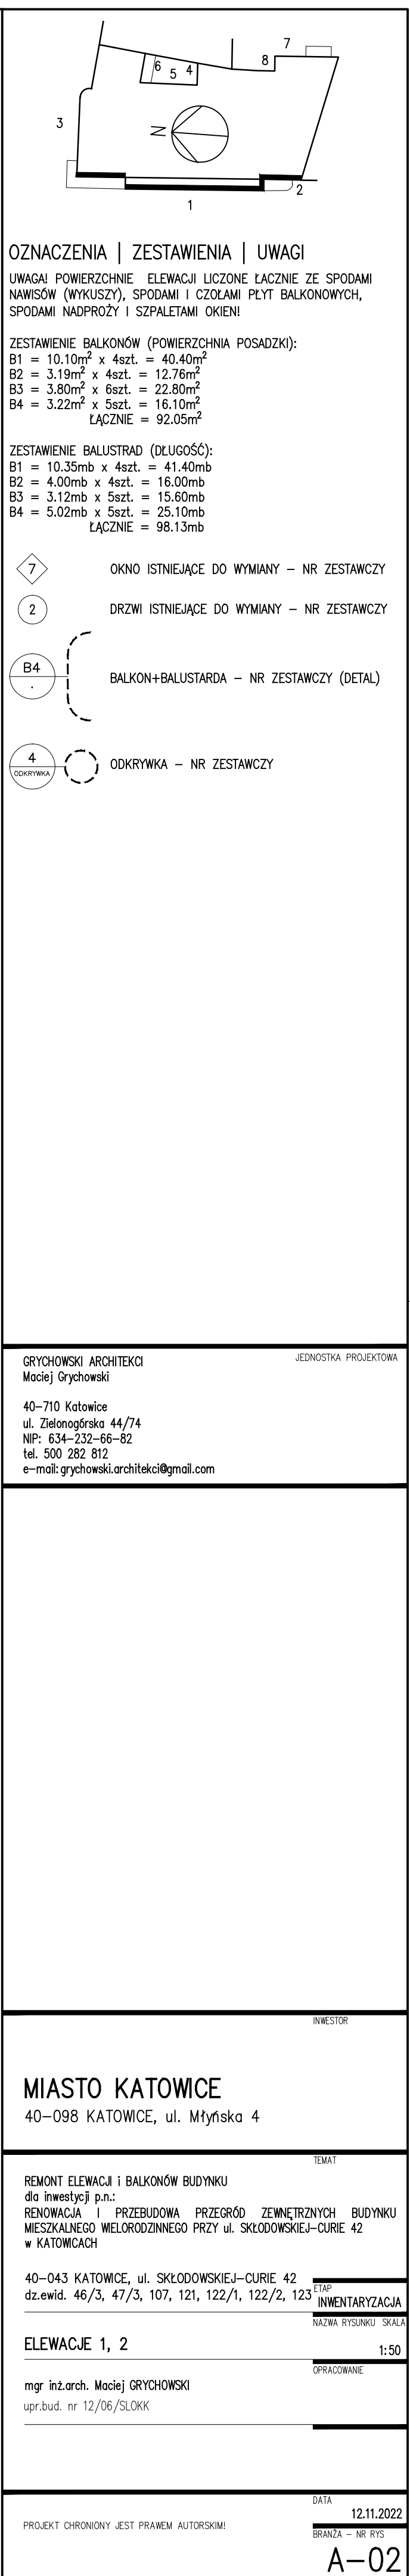 7
8
6
5
4
3
N
2
1
OZNACZENIA | ZESTAWIENIA | UWAGI
UWAGA! POWIERZCHNIE ELEWACJI LICZONE ŁACZNIE ZE SPODAMI
NAWISÓW (WYKUSZY), SPODAMI I CZOŁAMI PŁYT BALKONOWYCH,
SPODAMI NADPROŻY I SZPALETAMI OKIEN!
ZESTAWIENIE BALKONÓW (POWIERZCHNIA POSADZKI):
B1 = 10.10m² x 4szt. = 40.40m²
B2 = 3.19m² x 4szt. = 12.76m²
B3 = 3.80m² x 6szt. = 22.80m²
B4 = 3.22m² x 5szt. = 16.10m²
ŁĄCZNIE = 92.05m²
ZESTAWIENIE BALUSTRAD (DŁUGOŚĆ):
B1 = 10.35mb x 4szt. = 41.40mb
B2 = 4.00mb x 4szt. = 16.00mb
B3 = 3.12mb x 5szt. = 15.60mb
B4 = 5.02mb x 5szt. = 25.10mb
ŁĄCZNIE = 98.13mb
7 OKNO ISTNIEJĄCE DO WYMIANY – NR ZESTAWCZY
2 DRZWI ISTNIEJĄCE DO WYMIANY – NR ZESTAWCZY
B4
. BALKON+BALUSTARDA – NR ZESTAWCZY (DETAL)
4
ODKRYWKA ODKRYWKA – NR ZESTAWCZY
JEDNOSTKA PROJEKTOWA
GRYCHOWSKI ARCHITEKCI
Maciej Grychowski
40-710 Katowice
ul. Zielonogórska 44/74
NIP: 634-232-66-82
tel. 500 282 812
e-mail: grychowski.architekci@gmail.com
INWESTOR
MIASTO KATOWICE
40-098 KATOWICE, ul. Młyńska 4
TEMAT
REMONT ELEWACJI i BALKONÓW BUDYNKU
dla inwestycji p.n.:
RENOWACJA I PRZEBUDOWA PRZEGRÓD ZEWNĘTRZNYCH BUDYNKU
MIESZKALNEGO WIELORODZINNEGO PRZY ul. SKŁODOWSKIEJ-CURIE 42
w KATOWICACH
40-043 KATOWICE, ul. SKŁODOWSKIEJ-CURIE 42
dz.ewid. 46/3, 47/3, 107, 121, 122/1, 122/2, 123
ETAP
INWENTARYZACJA
NAZWA RYSUNKU SKALA
ELEWACJE 1, 2 1:50
OPRACOWANIE
mgr inż.arch. Maciej GRYCHOWSKI
upr.bud. nr 12/06/SLOKK
DATA
12.11.2022
PROJEKT CHRONIONY JEST PRAWEM AUTORSKIM!
BRANŻA – NR RYS
A-02